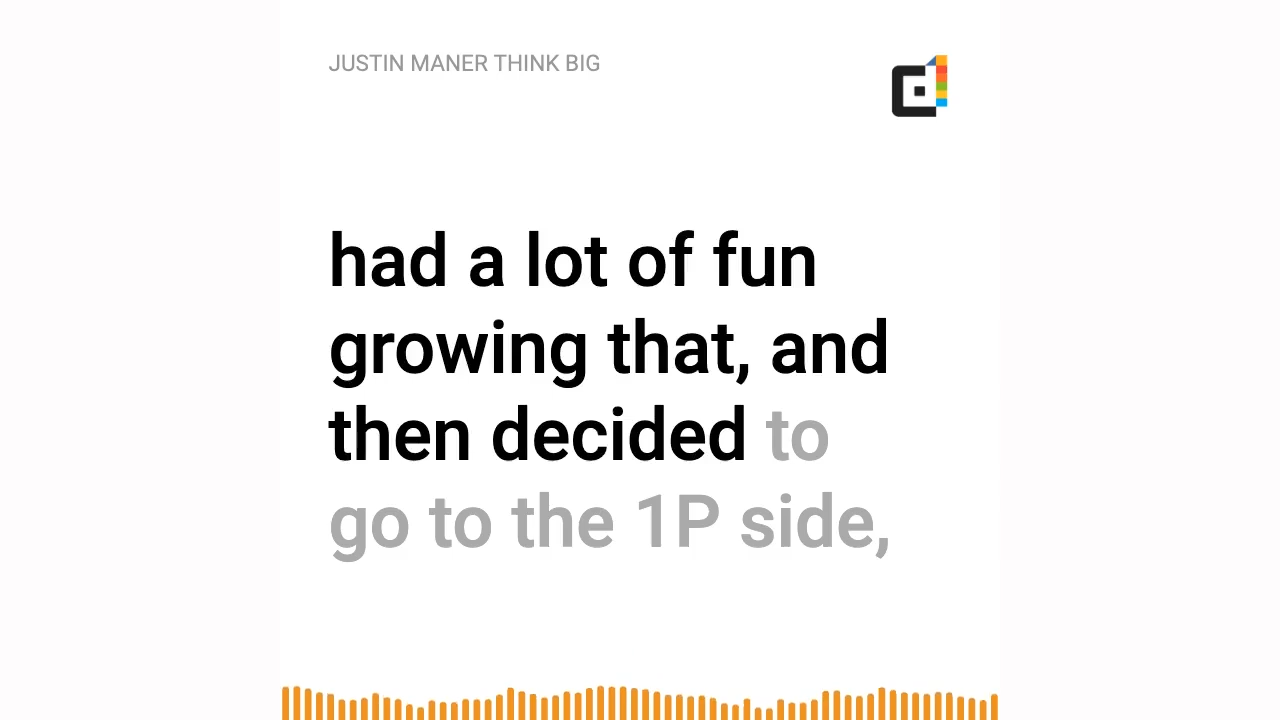 JUSTIN MANER THINK BIG
had a lot of fun
growing that, and
then decided to
go to the 1P side,